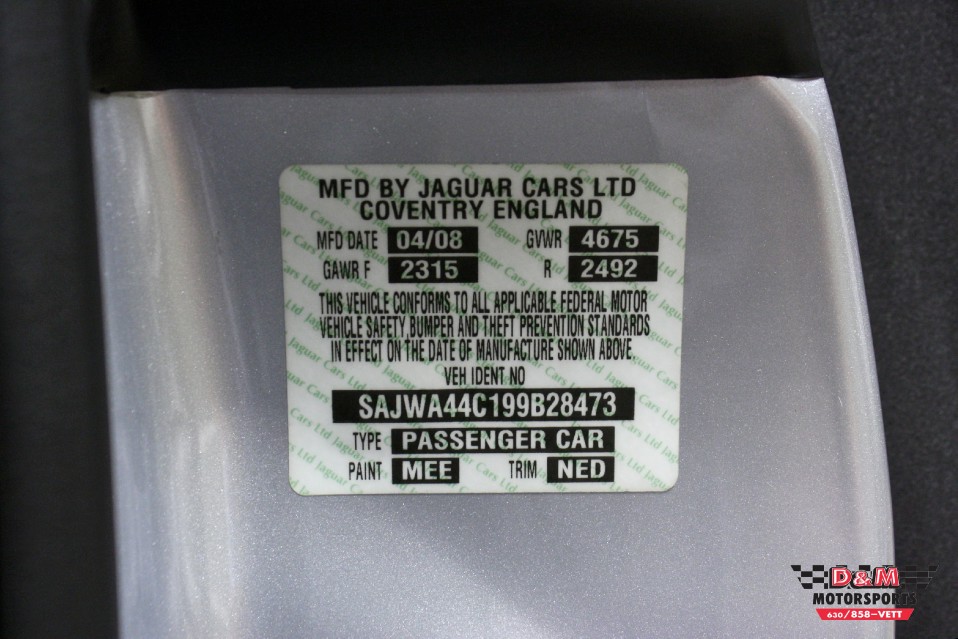 MFD BY JAGUAR CARS LTD
COVENTRY ENGLAND
MFD DATE 04/08 GVWR 4675
GAWR F 2315 R 2492
THIS VEHICLE CONFORMS TO ALL APPLICABLE FEDERAL MOTOR
VEHICLE SAFETY, BUMPER AND THEFT PREVENTION STANDARDS
IN EFFECT ON THE DATE OF MANUFACTURE SHOWN ABOVE
VEH IDENT NO
SAJWA44C199B28473
TYPE PASSENGER CAR
PAINT MEE TRIM NED
D&M
MOTORSPORTS
630/858-VETT